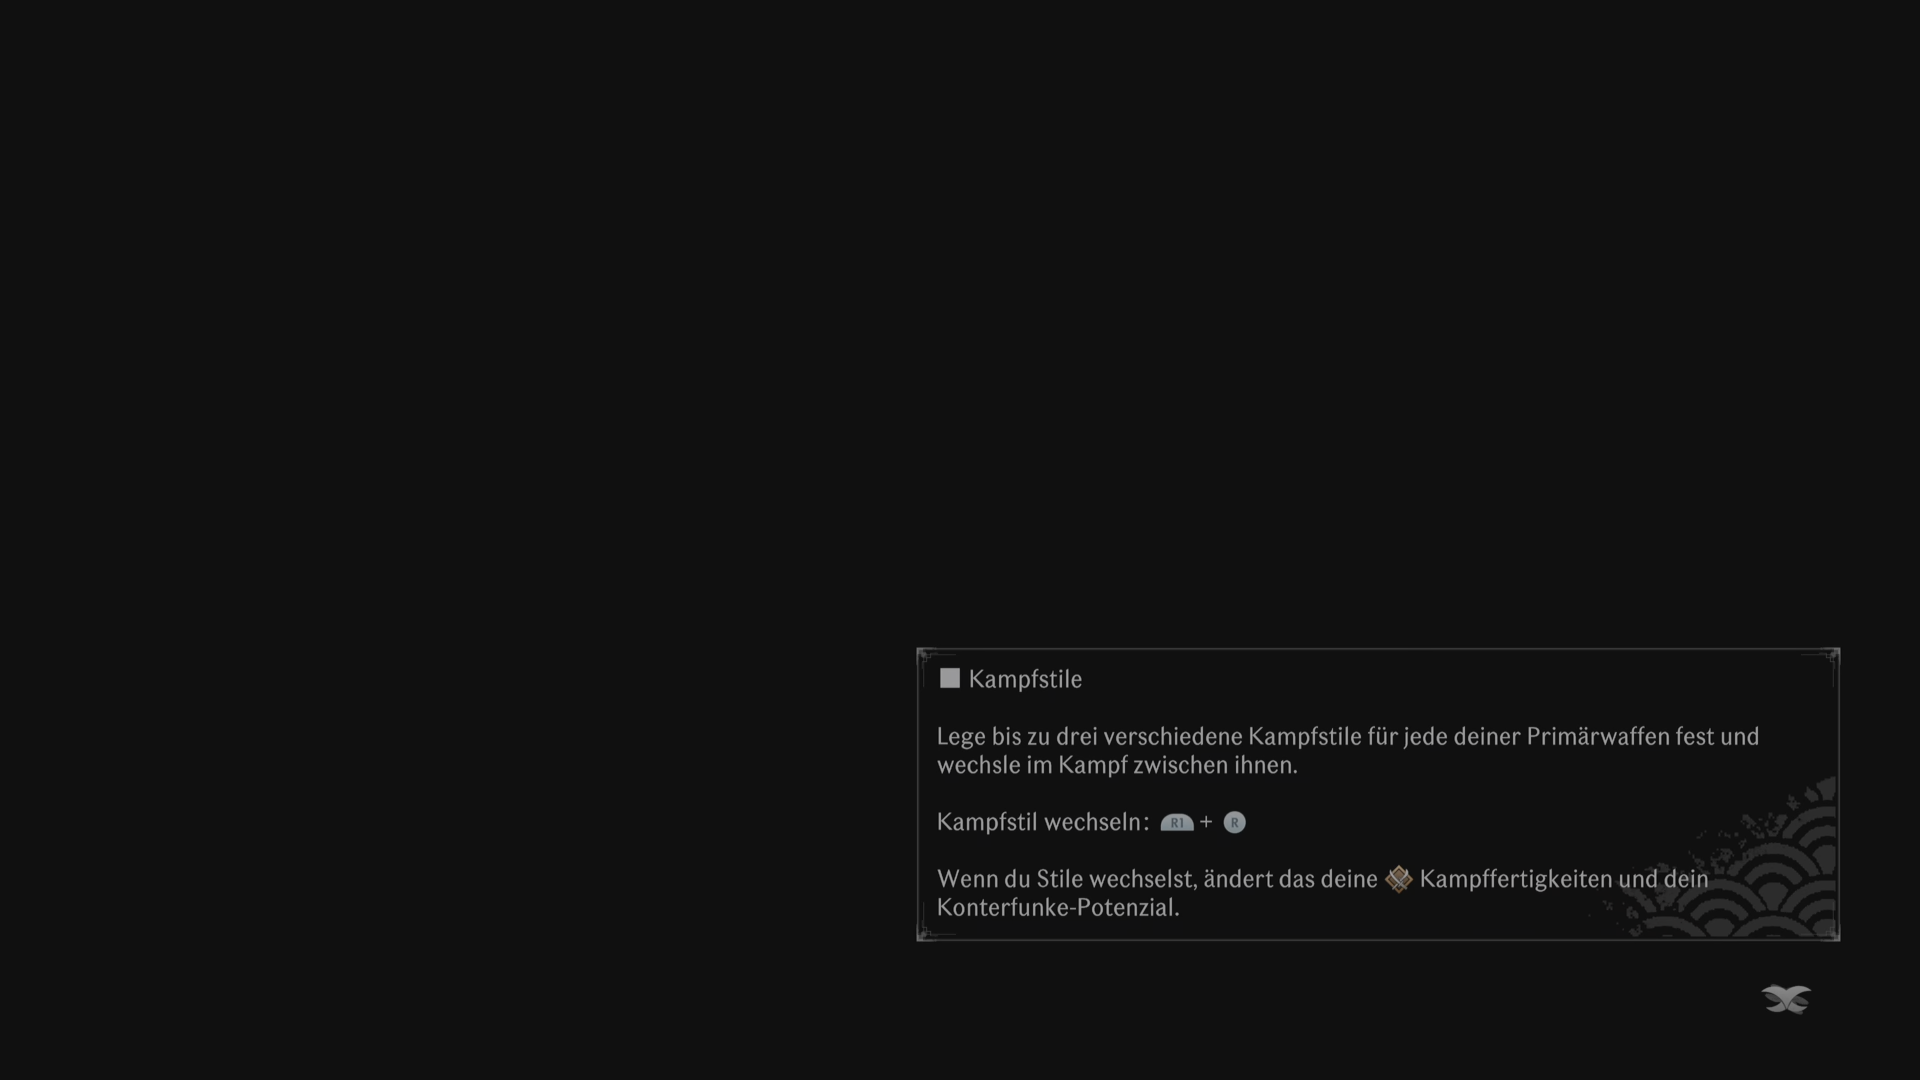 Kampfstile
Lege bis zu drei verschiedene Kampfstile für jede deiner Primärwaffen fest und
wechsle im Kampf zwischen ihnen.
Kampfstil wechseln: R1 + R
Wenn du Stile wechselst, ändert das deine Kampffertigkeiten und dein
Konterfunke-Potenzial.